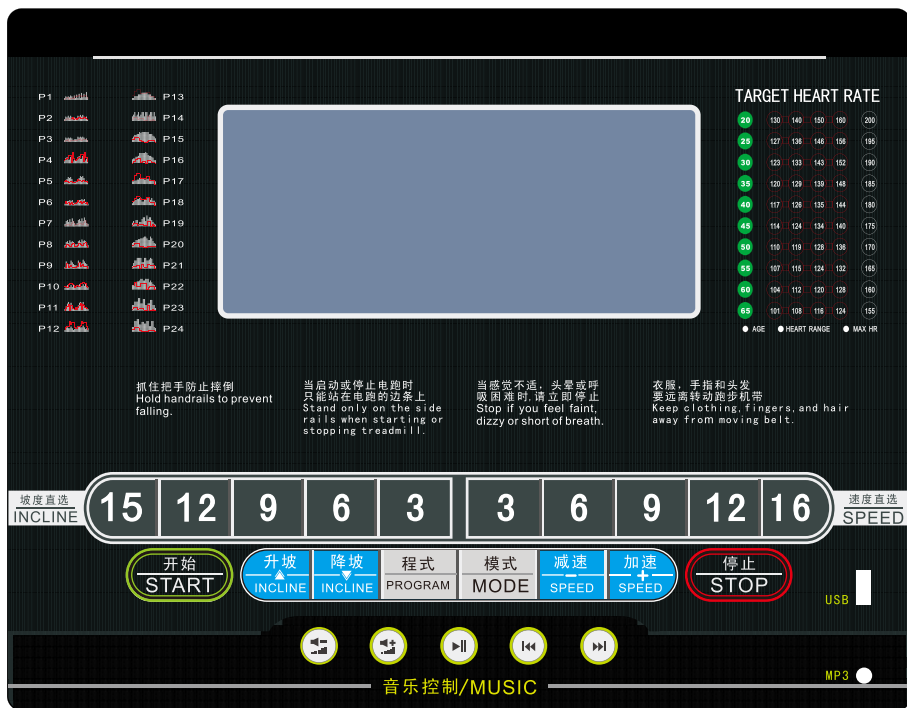 P1
P2
P3
P4
P5
P6
P7
P8
P9
P10
P11
P12
P13
P14
P15
P16
P17
P18
P19
P20
P21
P22
P23
P24
TARGET HEART RATE
20 130 140 150 160 200
25 127 136 146 156 195
30 123 133 143 152 190
35 120 129 139 148 185
40 117 126 135 144 180
45 114 124 134 140 175
50 110 119 128 136 170
55 107 115 124 132 165
60 104 112 120 128 160
65 101 108 116 124 155
AGE HEART RANGE MAX HR
抓住把手防止摔倒
Hold handrails to prevent
falling.
当启动或停止电跑时
只能站在电跑的边条上
Stand only on the side
rails when starting or
stopping treadmill.
当感觉不适，头晕或呼
吸困难时,请立即停止
Stop if you feel faint,
dizzy or short of breath.
衣服，手指和头发
要远离转动跑步机带
Keep clothing, fingers, and hair
away from moving belt.
坡度直选
INCLINE
15 12 9 6 3 3 6 9 12 16
速度直选
SPEED
开始
START
升坡
INCLINE
降坡
INCLINE
程式
PROGRAM
模式
MODE
减速
SPEED
加速
SPEED
停止
STOP
USB
音乐控制/MUSIC
MP3